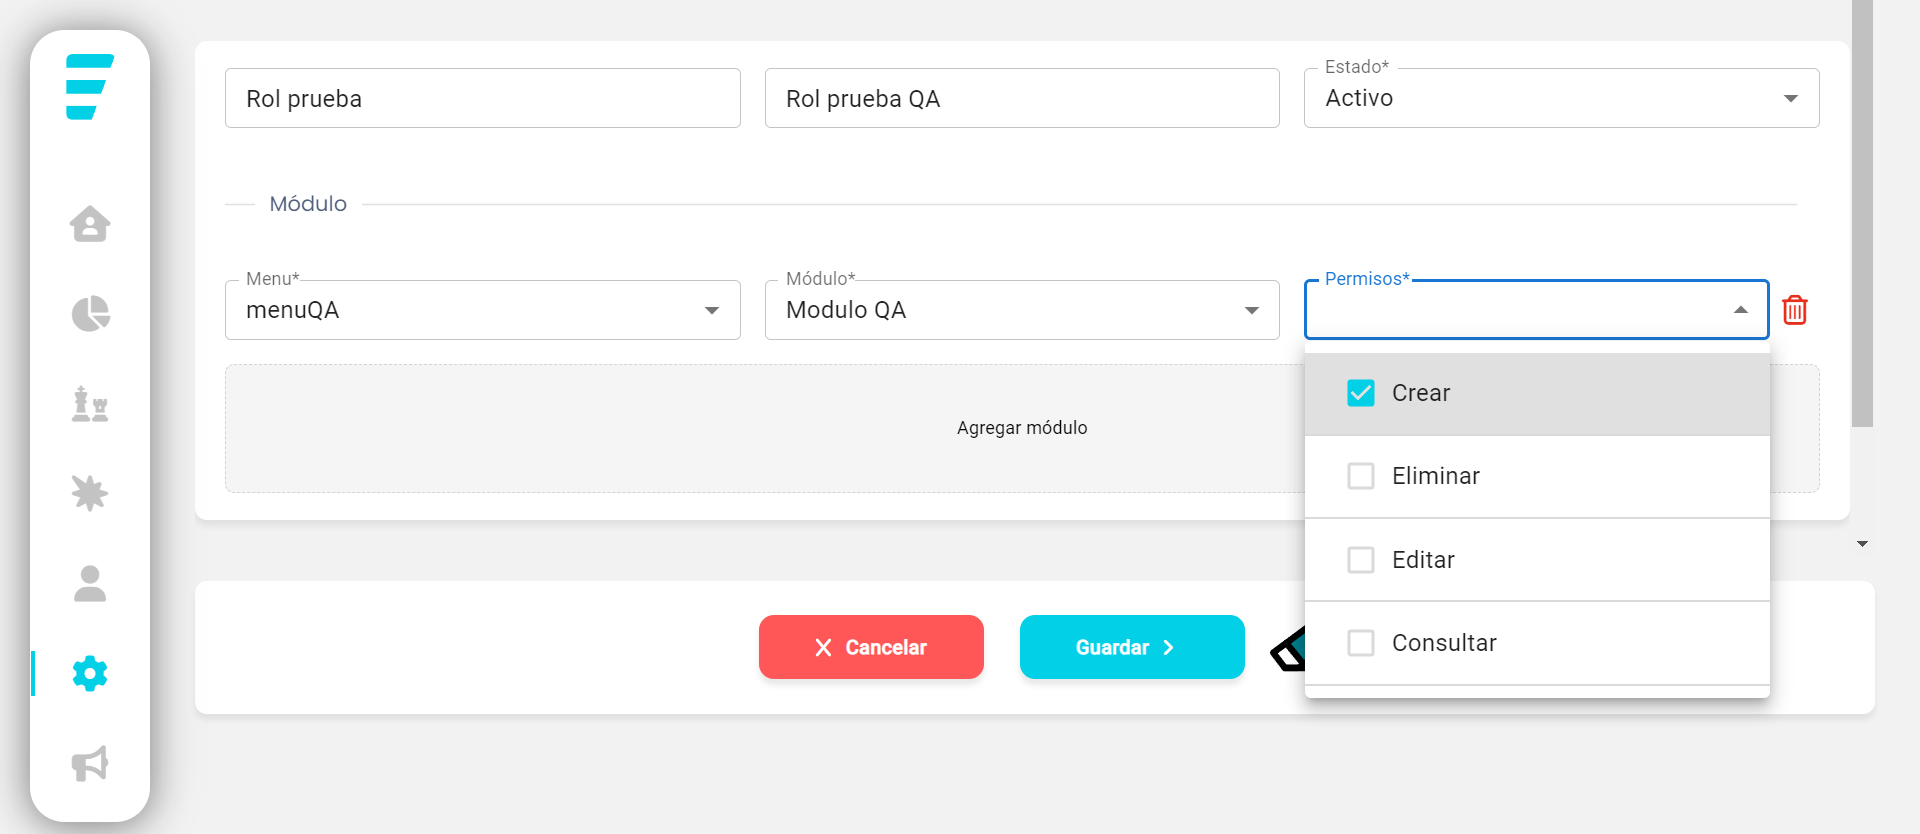 Estado*
Rol prueba
Rol prueba QA
Activo
Módulo
Menu*
Módulo*
Permisos*
menuQA
Modulo QA
Crear
Agregar módulo
Eliminar
Editar
Consultar
Cancelar
Guardar